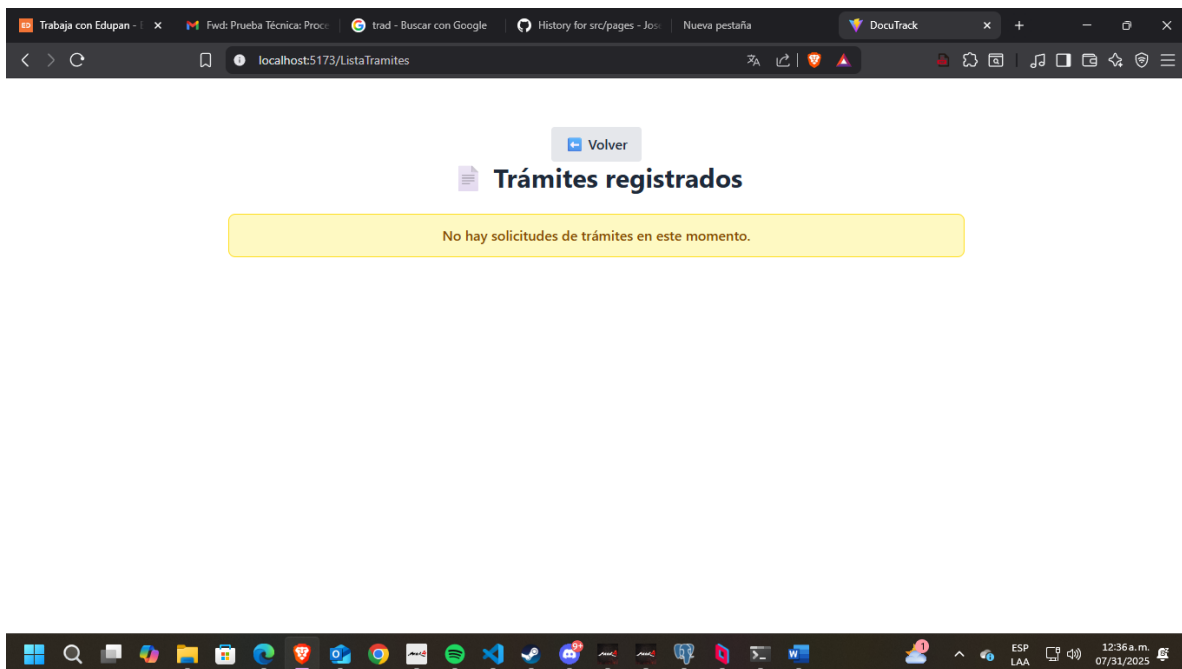 Trabaja con Edupan - E
Fwd: Prueba Técnica: Proce
trad - Buscar con Google
History for src/pages - Josu
Nueva pestaña
DocuTrack
localhost:5173/ListaTramites
Volver
Trámites registrados
No hay solicitudes de trámites en este momento.
ESP
LAA
12:36 a. m.
07/31/2025